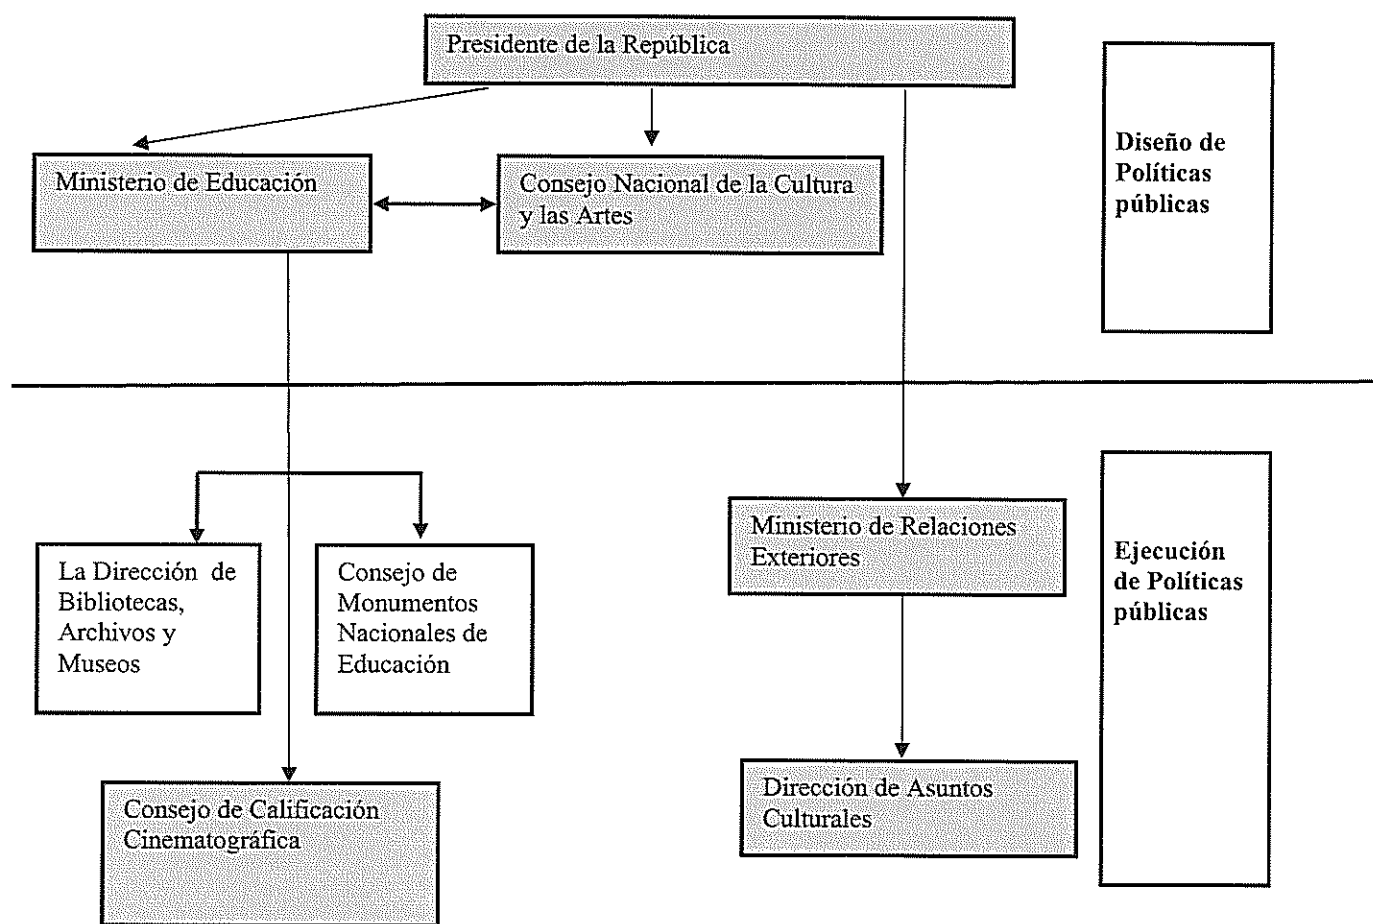 Presidente de la República
Ministerio de Educación
Consejo Nacional de la Cultura
y las Artes
Diseño de
Políticas
públicas
La Dirección de
Bibliotecas,
Archivos y
Museos
Consejo de
Monumentos
Nacionales de
Educación
Ministerio de Relaciones
Exteriores
Ejecución
de Políticas
públicas
Consejo de Calificación
Cinematográfica
Dirección de Asuntos
Culturales